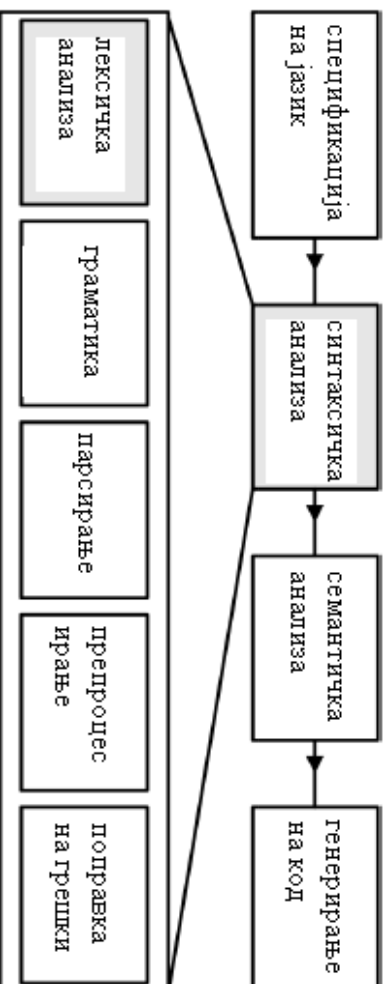 спецификација
на јазик
синтаксичка
анализа
семантичка
анализа
генерирање
на код
лексичка
анализа
граматика
парсирање
препроцес
ирање
поправка
на грешки